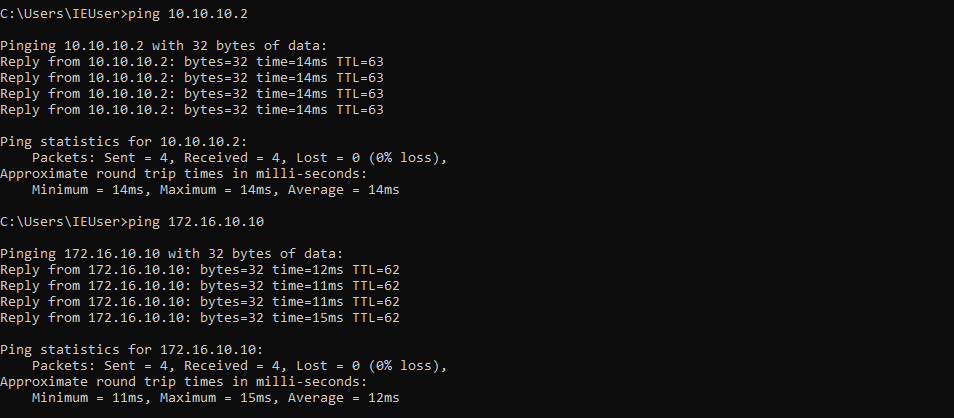 C:\Users\IEUser>ping 10.10.10.2
Pinging 10.10.10.2 with 32 bytes of data:
Reply from 10.10.10.2: bytes=32 time=14ms TTL=63
Reply from 10.10.10.2: bytes=32 time=14ms TTL=63
Reply from 10.10.10.2: bytes=32 time=14ms TTL=63
Reply from 10.10.10.2: bytes=32 time=14ms TTL=63
Ping statistics for 10.10.10.2:
    Packets: Sent = 4, Received = 4, Lost = 0 (0% loss),
Approximate round trip times in milli-seconds:
    Minimum = 14ms, Maximum = 14ms, Average = 14ms
C:\Users\IEUser>ping 172.16.10.10
Pinging 172.16.10.10 with 32 bytes of data:
Reply from 172.16.10.10: bytes=32 time=12ms TTL=62
Reply from 172.16.10.10: bytes=32 time=11ms TTL=62
Reply from 172.16.10.10: bytes=32 time=11ms TTL=62
Reply from 172.16.10.10: bytes=32 time=15ms TTL=62
Ping statistics for 172.16.10.10:
    Packets: Sent = 4, Received = 4, Lost = 0 (0% loss),
Approximate round trip times in milli-seconds:
    Minimum = 11ms, Maximum = 15ms, Average = 12ms